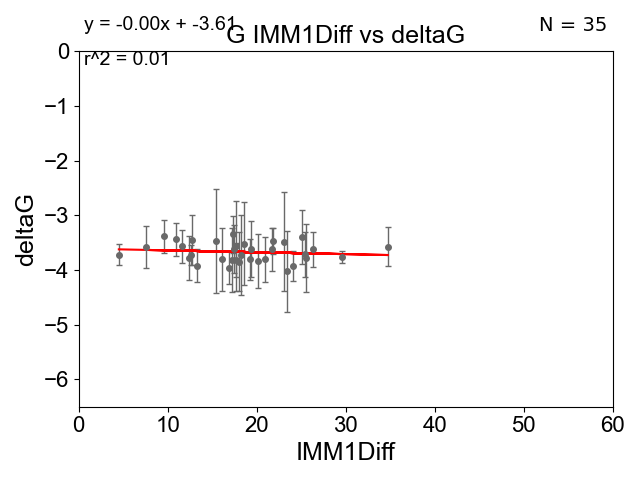 y = -0.00x + -3.61
N = 35
G IMM1Diff vs deltaG
r^2 = 0.01
0
−1
−2
−3
−4
−5
−6
deltaG
0 10 20 30 40 50 60
IMM1Diff